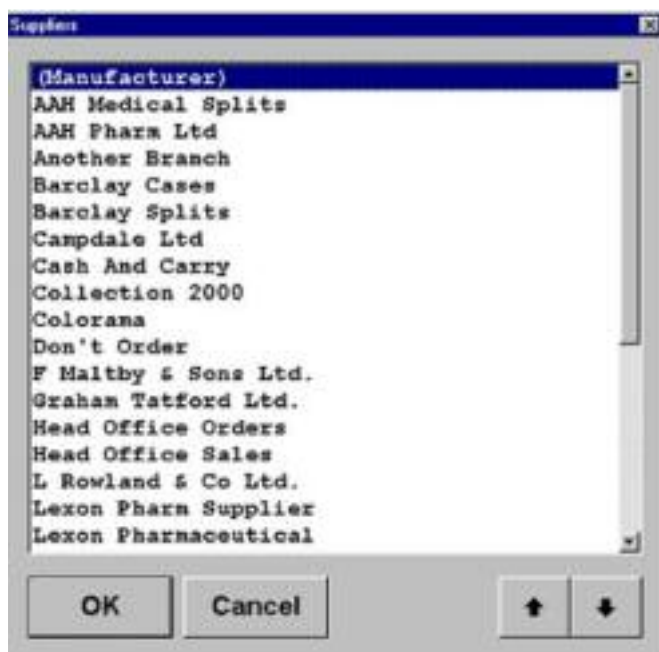 Suppliers
(Manufacturer)
AAH Medical Splits
AAH Pharm Ltd
Another Branch
Barclay Cases
Barclay Splits
Campdale Ltd
Cash And Carry
Collection 2000
Colorama
Don't Order
F Maltby & Sons Ltd.
Graham Tatford Ltd.
Head Office Orders
Head Office Sales
L Rowland & Co Ltd.
Lexon Pharm Supplier
Lexon Pharmaceutical
OK Cancel